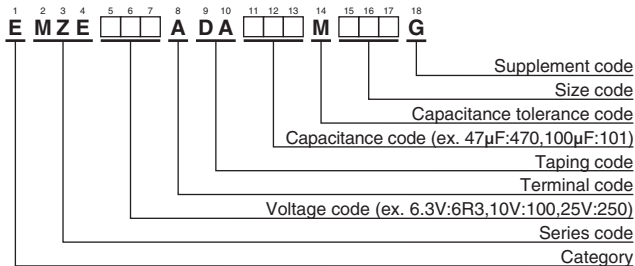 1 2 3 4 5 6 7 8 9 10 11 12 13 14 15 16 17 18
E M Z E □ □ □ A D A □ □ □ M □ □ □ G
Supplement code
Size code
Capacitance tolerance code
Capacitance code (ex. 47µF:470,100µF:101)
Taping code
Terminal code
Voltage code (ex. 6.3V:6R3,10V:100,25V:250)
Series code
Category